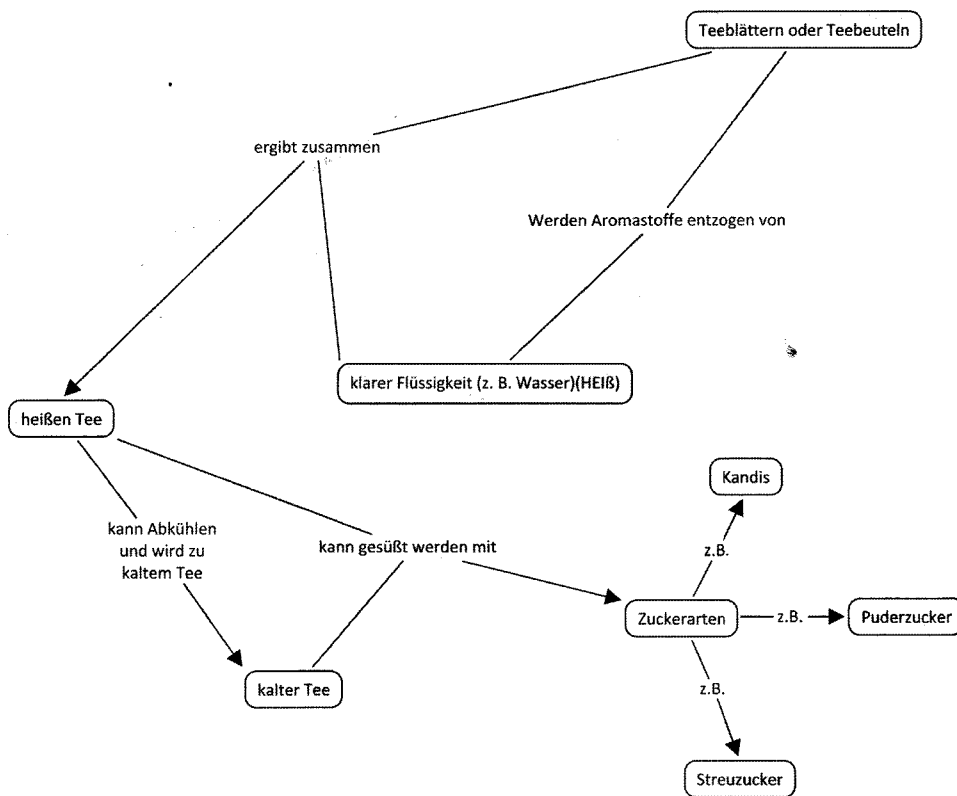 Teeblättern oder Teebeuteln
ergibt zusammen
Werden Aromastoffe entzogen von
klarer Flüssigkeit (z. B. Wasser)(HEIß)
heißen Tee
Kandis
kann Abkühlen
und wird zu
kaltem Tee
kann gesüßt werden mit
z.B.
Zuckerarten
z.B.
Puderzucker
kalter Tee
z.B.
Streuzucker